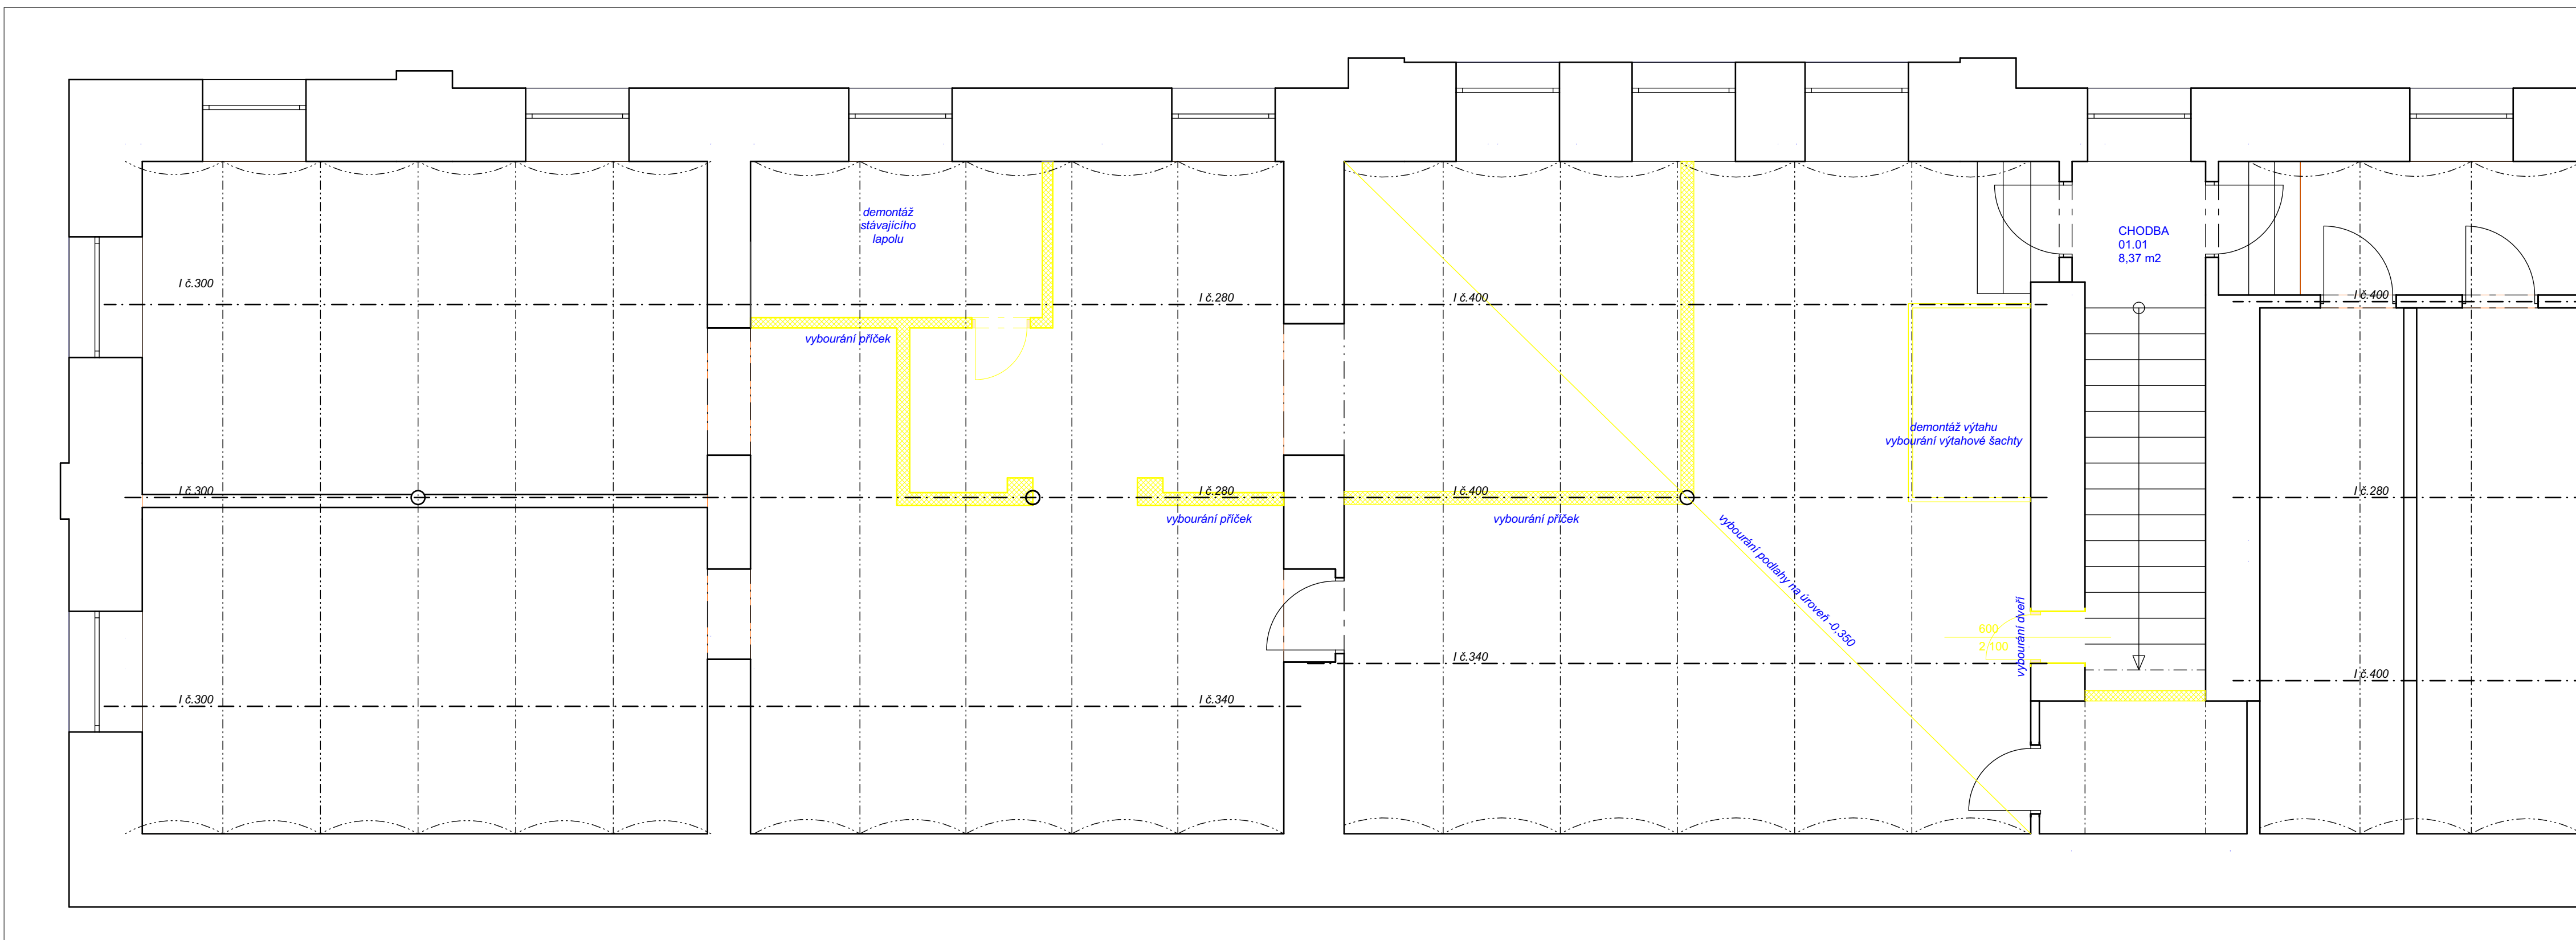 demontáž
stávajícího
lapolu
CHODBA
01.01
8,37 m2
I č.300
I č.280
I č.400
I č.400
vybourání příček
demontáž výtahu
vybourání výtahové šachty
I č.300
I č.280
I č.400
I č.280
vybourání příček
vybourání příček
vybourání podlahy na úroveň -0,350
vybourání dveří
600
2,100
I č.340
I č.400
I č.300
I č.340